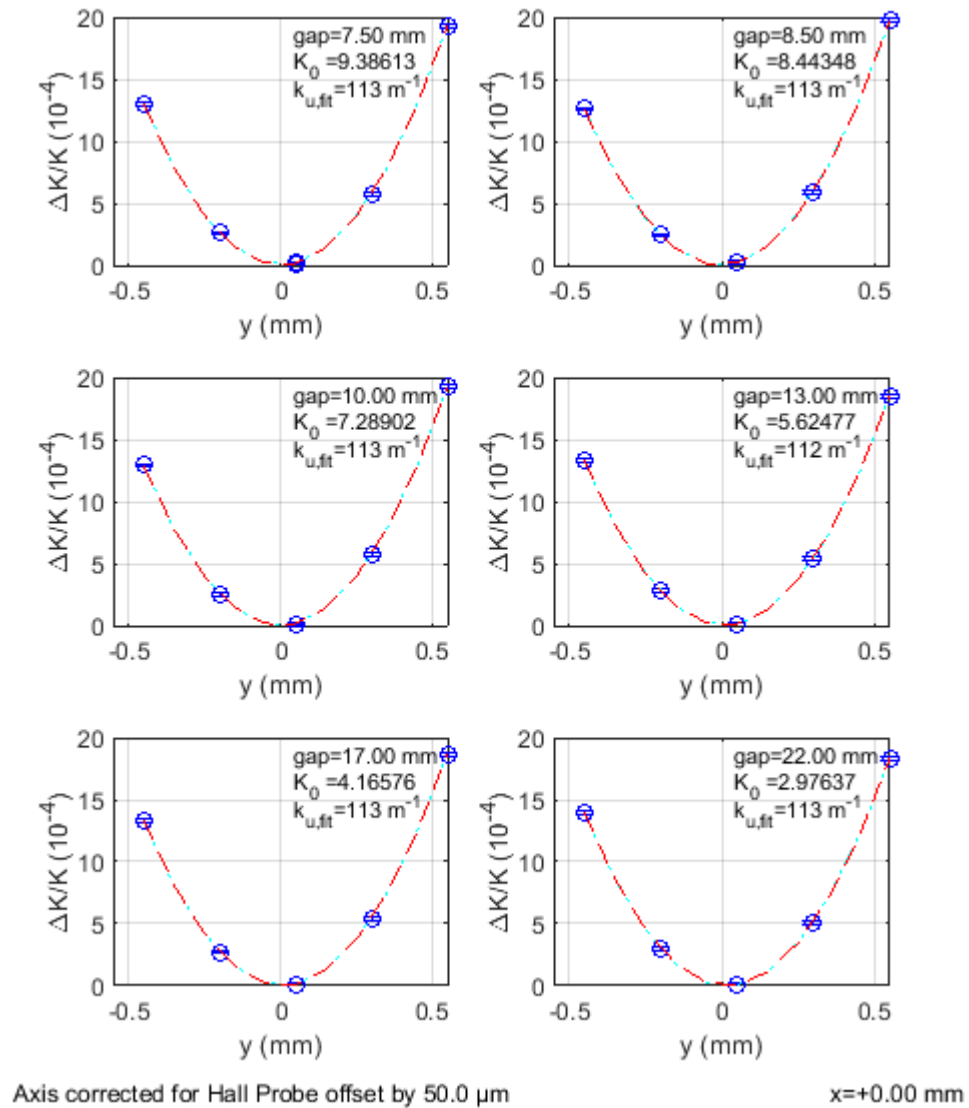 20
15
10
5
0
ΔK/K (10⁻⁴)
-0.5 0 0.5
y (mm)
gap=7.50 mm
K₀ =9.38613
k_u,fit=113 m⁻¹
20
15
10
5
0
ΔK/K (10⁻⁴)
-0.5 0 0.5
y (mm)
gap=8.50 mm
K₀ =8.44348
k_u,fit=113 m⁻¹
20
15
10
5
0
ΔK/K (10⁻⁴)
-0.5 0 0.5
y (mm)
gap=10.00 mm
K₀ =7.28902
k_u,fit=113 m⁻¹
20
15
10
5
0
ΔK/K (10⁻⁴)
-0.5 0 0.5
y (mm)
gap=13.00 mm
K₀ =5.62477
k_u,fit=112 m⁻¹
20
15
10
5
0
ΔK/K (10⁻⁴)
-0.5 0 0.5
y (mm)
gap=17.00 mm
K₀ =4.16576
k_u,fit=113 m⁻¹
20
15
10
5
0
ΔK/K (10⁻⁴)
-0.5 0 0.5
y (mm)
gap=22.00 mm
K₀ =2.97637
k_u,fit=113 m⁻¹
Axis corrected for Hall Probe offset by 50.0 μm
x=+0.00 mm